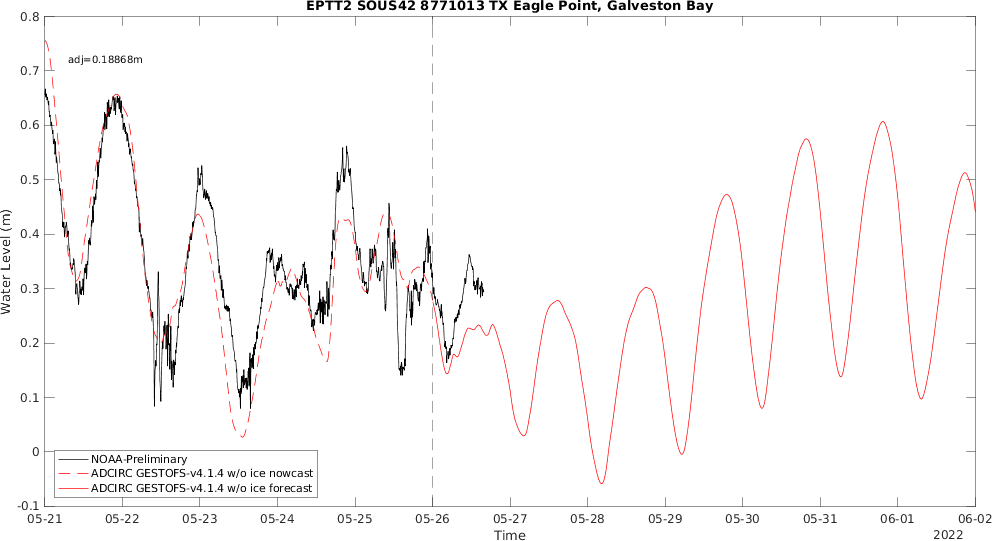 EPTT2 SOUS42 8771013 TX Eagle Point, Galveston Bay
adj=0.18868m
Water Level (m)
0.8
0.7
0.6
0.5
0.4
0.3
0.2
0.1
0
-0.1
NOAA-Preliminary
ADCIRC GESTOFS-v4.1.4 w/o ice nowcast
ADCIRC GESTOFS-v4.1.4 w/o ice forecast
05-21 05-22 05-23 05-24 05-25 05-26 05-27 05-28 05-29 05-30 05-31 06-01 06-02
Time
2022